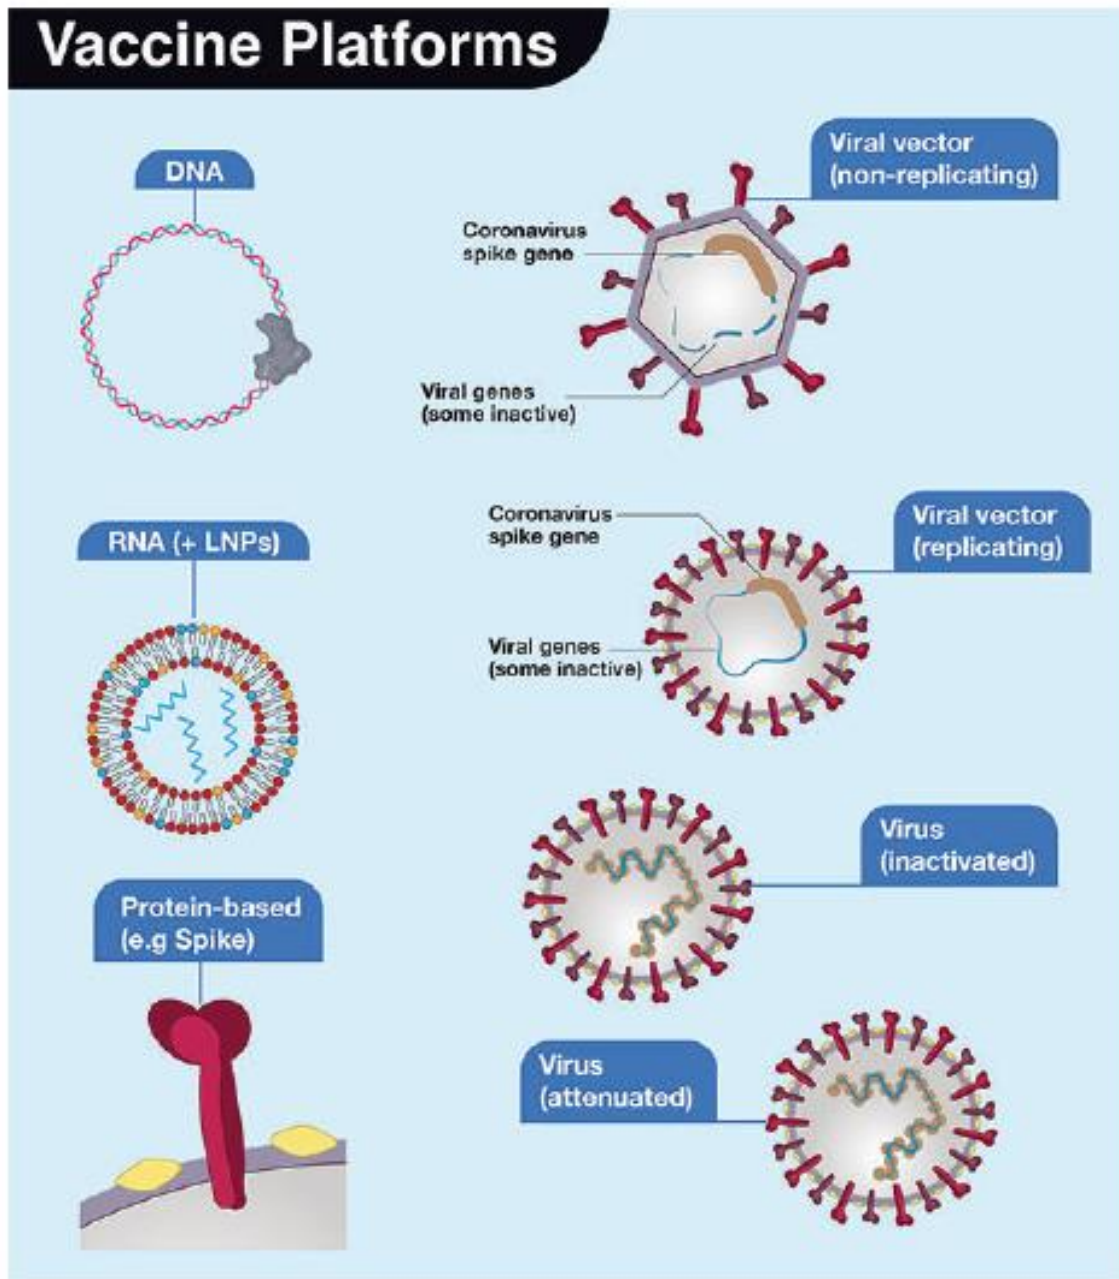 Vaccine Platforms
DNA
Viral vector
(non-replicating)
Coronavirus
spike gene
Viral genes
(some inactive)
RNA (+ LNPs)
Coronavirus
spike gene
Viral vector
(replicating)
Viral genes
(some inactive)
Virus
(inactivated)
Protein-based
(e.g Spike)
Virus
(attenuated)